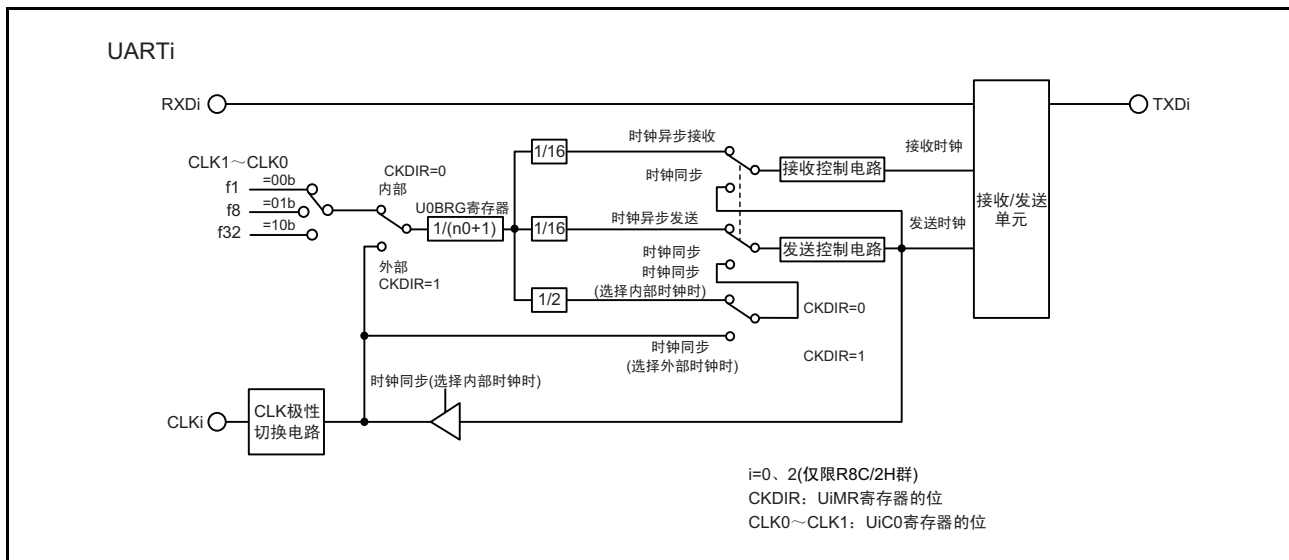 UARTi
RXDi
TXDi
CLK1～CLK0
f1
=00b
f8
=01b
f32
=10b
CKDIR=0
内部
外部
CKDIR=1
U0BRG寄存器
1/(n0+1)
1/16
时钟异步接收
时钟同步
接收控制电路
接收时钟
1/16
时钟异步发送
时钟同步
发送控制电路
发送时钟
接收/发送
单元
1/2
时钟同步
(选择内部时钟时)
CKDIR=0
时钟同步
(选择外部时钟时)
CKDIR=1
时钟同步(选择内部时钟时)
CLKi
CLK极性
切换电路
i=0、2(仅限R8C/2H群)
CKDIR：UiMR寄存器的位
CLK0～CLK1：UiC0寄存器的位